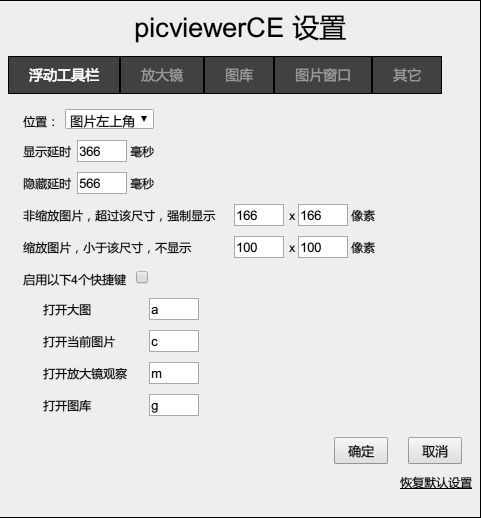 picviewerCE 设置
浮动工具栏 放大镜 图库 图片窗口 其它
位置： 图片左上角
显示延时 366 毫秒
隐藏延时 566 毫秒
非缩放图片，超过该尺寸，强制显示 166 x 166 像素
缩放图片，小于该尺寸，不显示 100 x 100 像素
启用以下4个快捷键
打开大图 a
打开当前图片 c
打开放大镜观察 m
打开图库 g
确定 取消
恢复默认设置